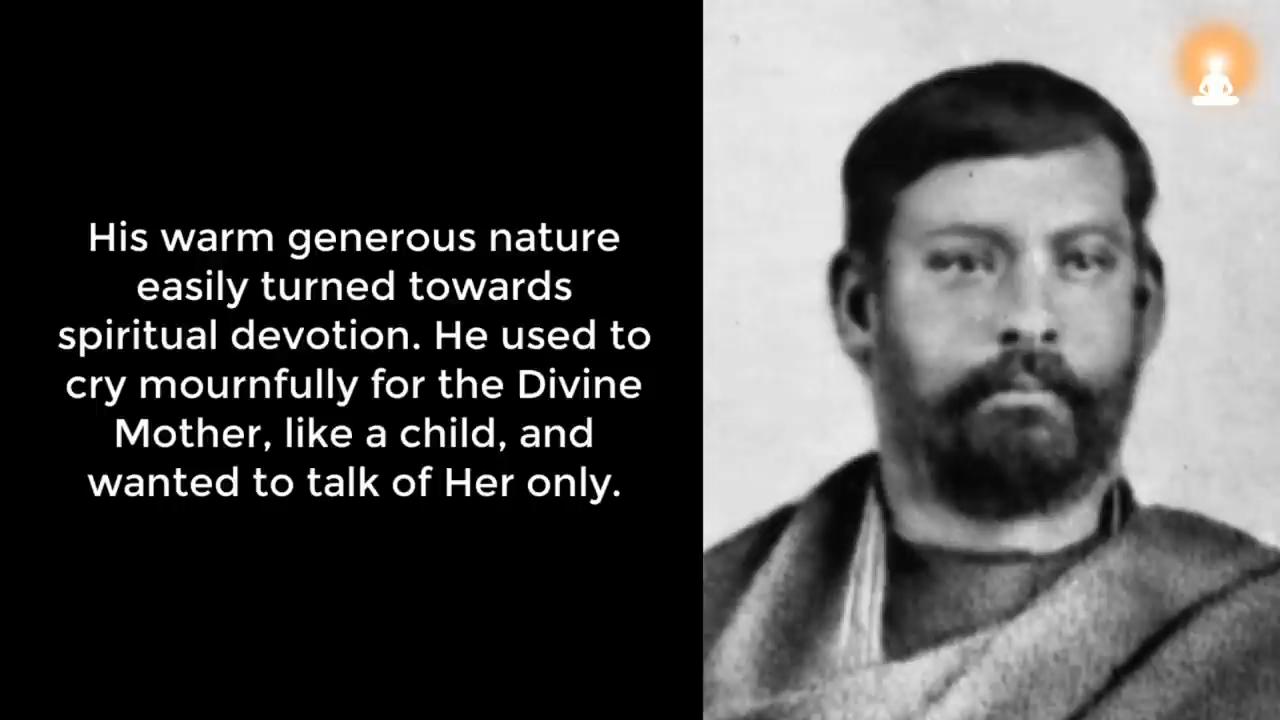 His warm generous nature
easily turned towards
spiritual devotion. He used to
cry mournfully for the Divine
Mother, like a child, and
wanted to talk of Her only.